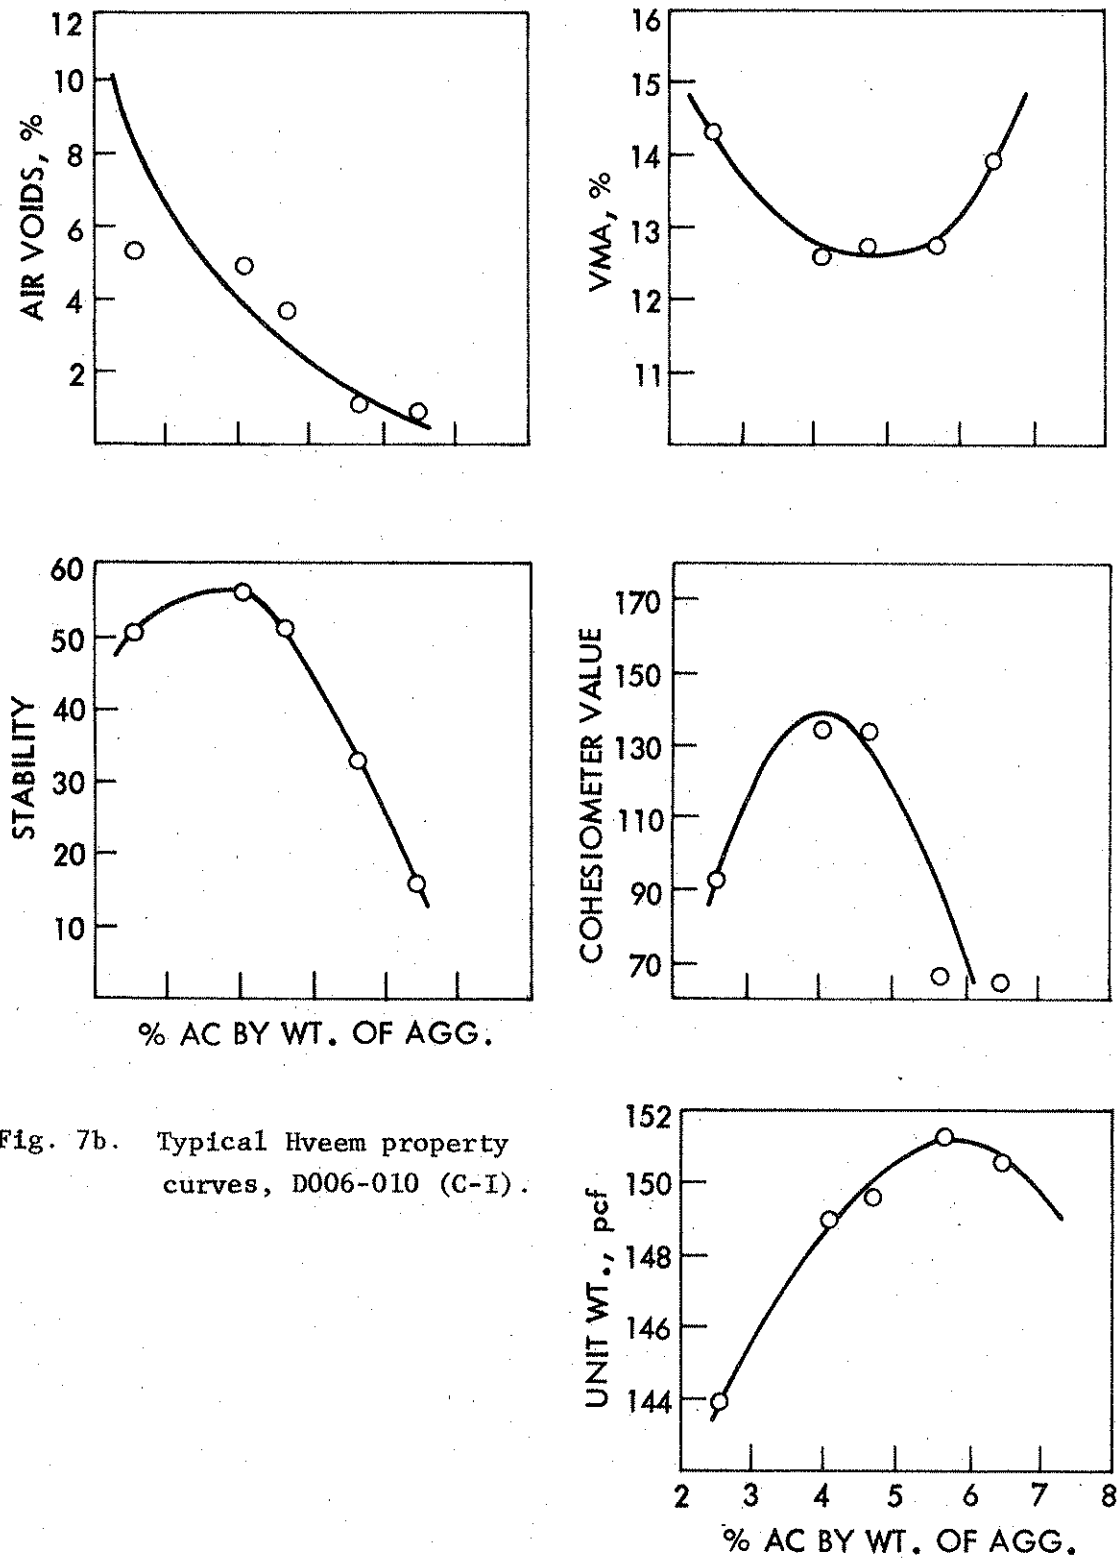 12
10
8
6
4
2
AIR VOIDS, %
16
15
14
13
12
11
VMA, %
60
50
40
30
20
10
STABILITY
% AC BY WT. OF AGG.
170
150
130
110
90
70
COHESIOMETER VALUE
Fig. 7b. Typical Hveem property
curves, D006-010 (C-I).
152
150
148
146
144
UNIT WT., pcf
2 3 4 5 6 7 8
% AC BY WT. OF AGG.